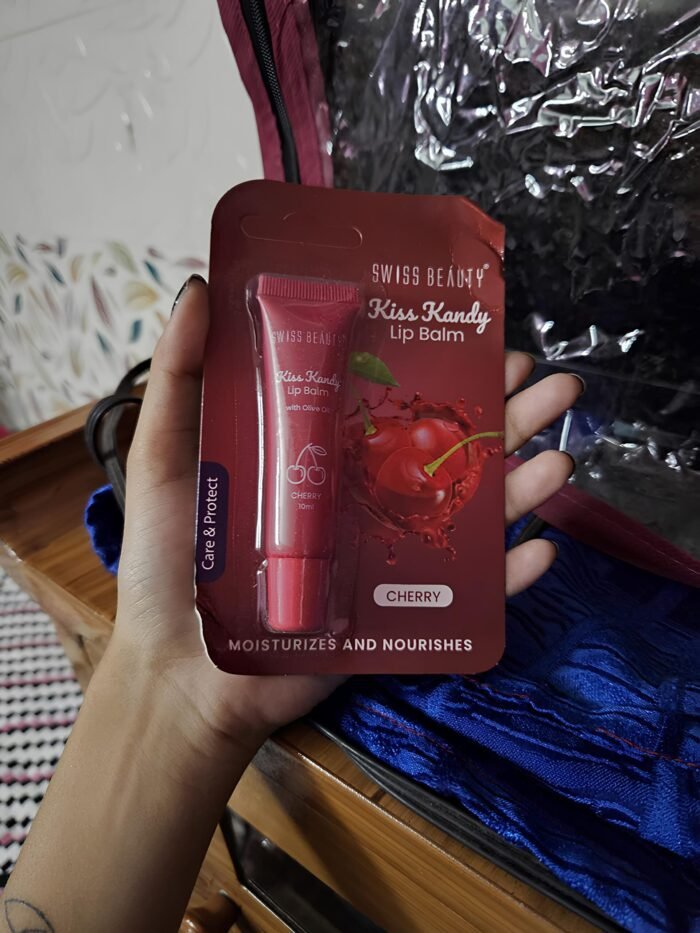 SWISS BEAUTY®
Kiss Kandy
Lip Balm
SWISS BEAUTY
Kiss Kandy
Lip Balm
with Olive Oil
CHERRY
10ml
Care & Protect
CHERRY
MOISTURIZES AND NOURISHES